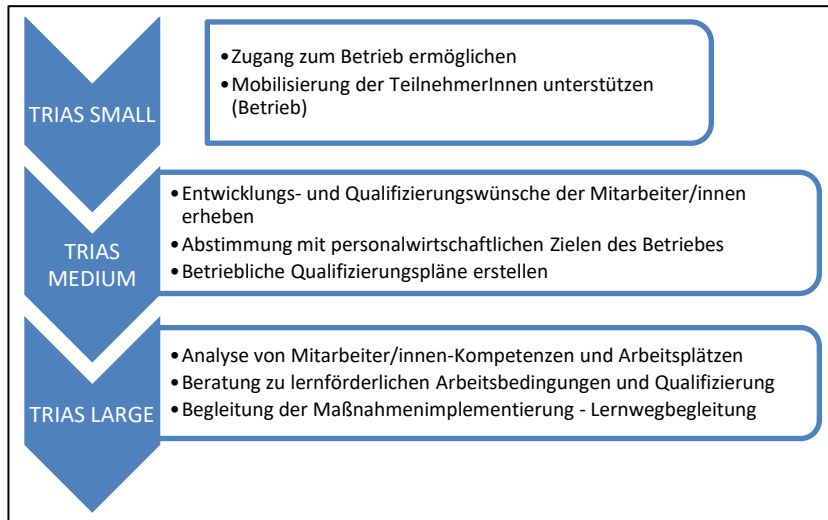 TRIAS SMALL
•Zugang zum Betrieb ermöglichen
•Mobilisierung der TeilnehmerInnen unterstützen
(Betrieb)
TRIAS
MEDIUM
•Entwicklungs- und Qualifizierungswünsche der Mitarbeiter/innen
erheben
•Abstimmung mit personalwirtschaftlichen Zielen des Betriebes
•Betriebliche Qualifizierungspläne erstellen
TRIAS LARGE
•Analyse von Mitarbeiter/innen-Kompetenzen und Arbeitsplätzen
•Beratung zu lernförderlichen Arbeitsbedingungen und Qualifizierung
•Begleitung der Maßnahmenimplementierung - Lernwegbegleitung